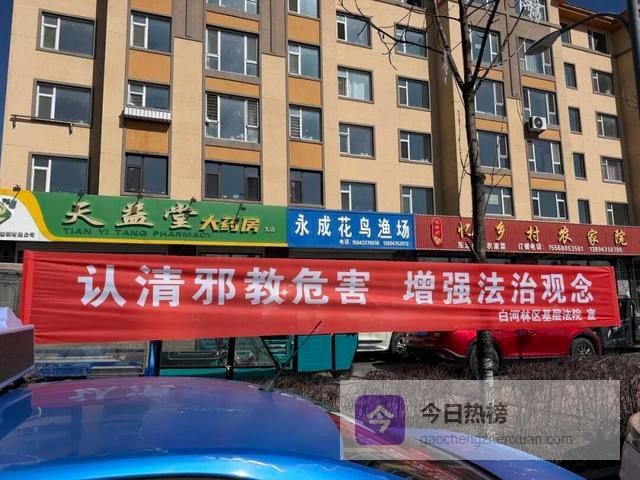 天益堂大药房
TIAN YI TANG PHARMACY
永成花鸟渔场
忆乡村农家院
认清邪教危害 增强法治观念
白河林区基层法院 宣
今日热榜